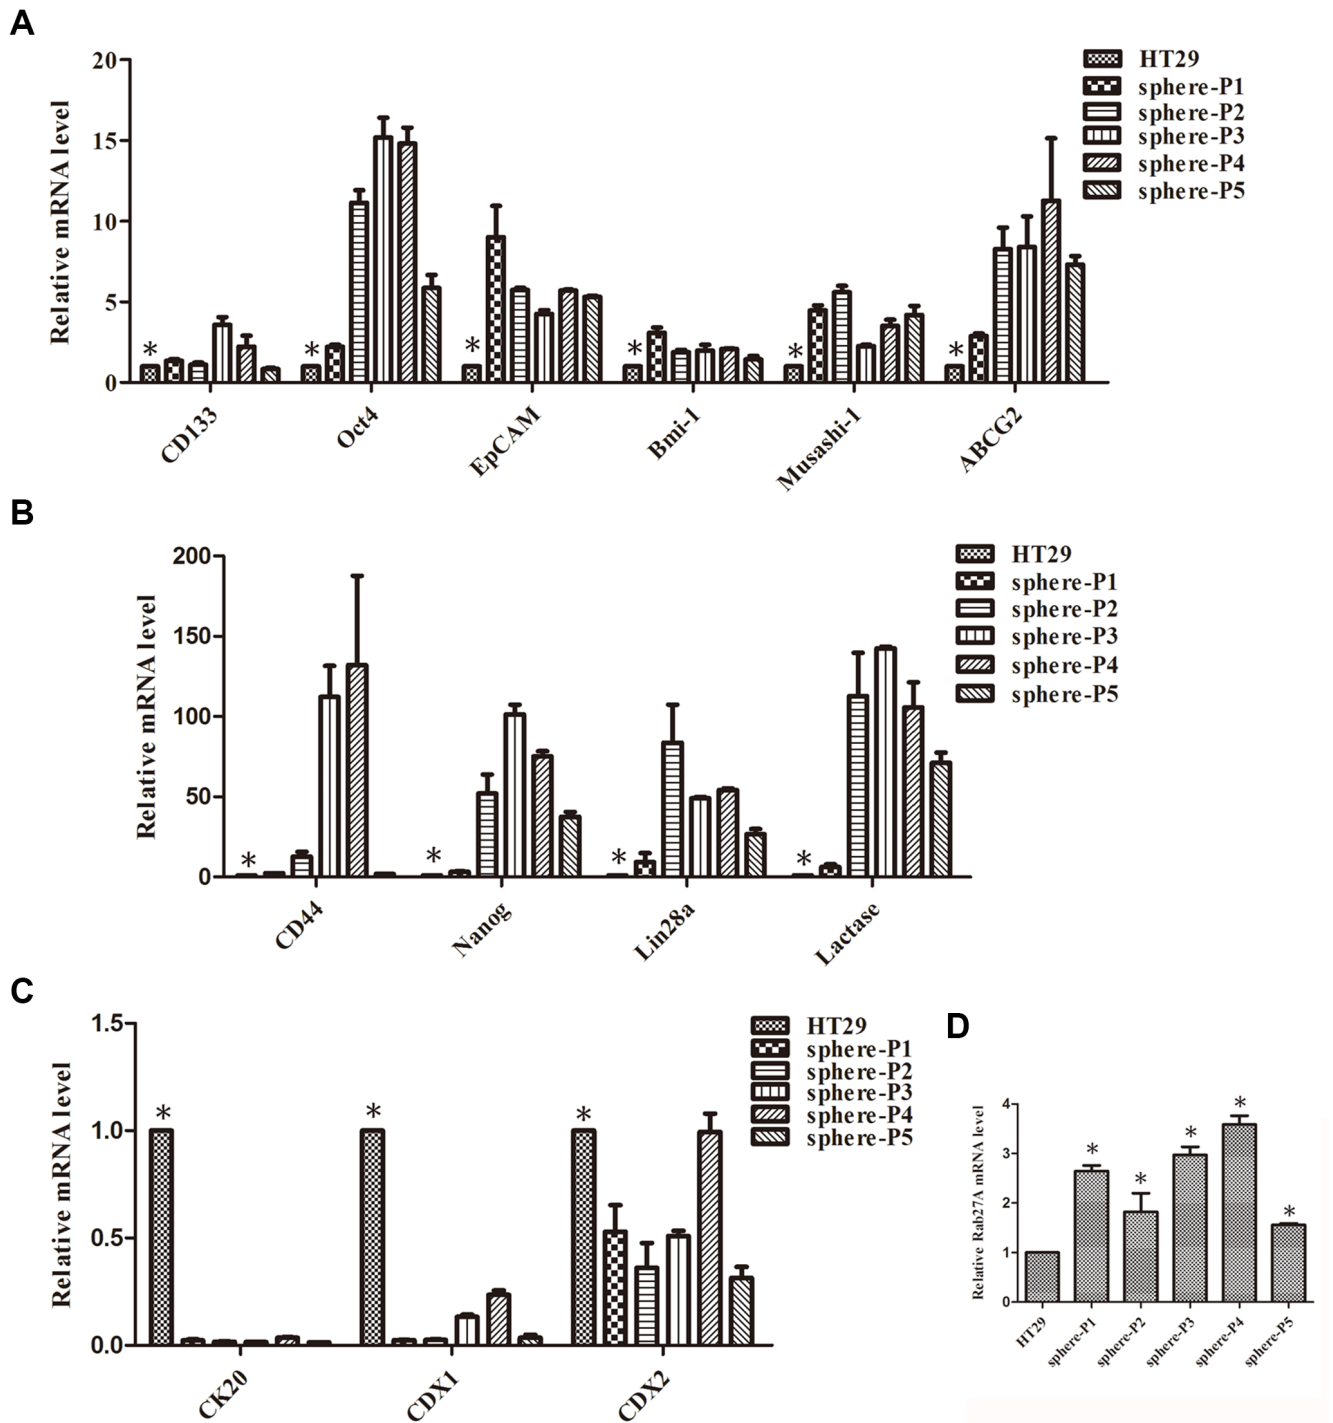 A
20
15
10
5
0
Relative mRNA level
*
*
*
*
*
*
CD133
Oct4
EpCAM
Bmi-1
Musashi-1
ABCG2
HT29
sphere-P1
sphere-P2
sphere-P3
sphere-P4
sphere-P5
B
200
150
100
50
0
Relative mRNA level
*
*
*
*
CD44
Nanog
Lin28a
Lactase
HT29
sphere-P1
sphere-P2
sphere-P3
sphere-P4
sphere-P5
C
1.5
1.0
0.5
0.0
Relative mRNA level
*
*
*
CK20
CDX1
CDX2
HT29
sphere-P1
sphere-P2
sphere-P3
sphere-P4
sphere-P5
D
4
3
2
1
0
Relative Rab27A mRNA level
*
*
*
*
*
HT29
sphere-P1
sphere-P2
sphere-P3
sphere-P4
sphere-P5